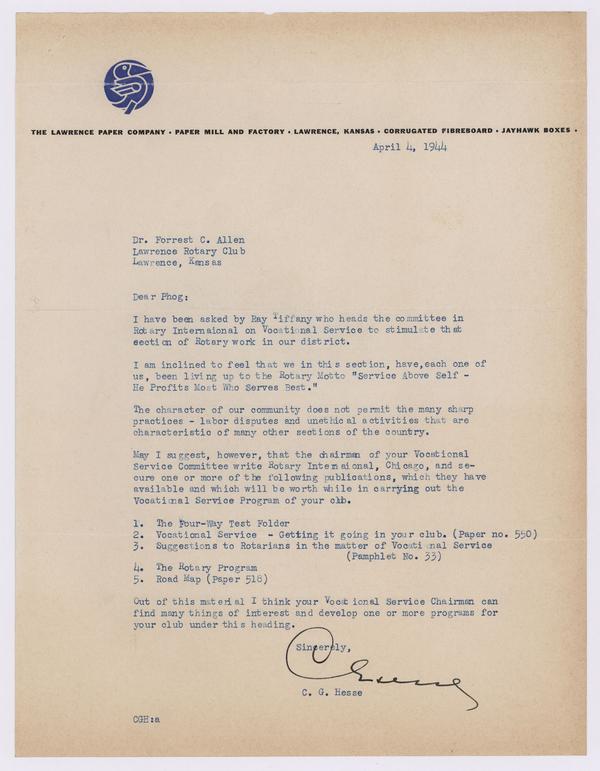 THE LAWRENCE PAPER COMPANY • PAPER MILL AND FACTORY • LAWRENCE, KANSAS • CORRUGATED FIBREBOARD • JAYHAWK BOXES •
April 4, 1944
Dr. Forrest C. Allen
Lawrence Rotary Club
Lawrence, Kansas
Dear Phog:
I have been asked by Ray Tiffany who heads the committee in
Rotary Internaional on Vocational Service to stimulate that
section of Rotary work in our district.
I am inclined to feel that we in this section, have,each one of
us, been living up to the Rotary Motto "Service Above Self -
He Profits Most Who Serves Best."
The character of our community does not permit the many sharp
practices - labor disputes and unethical activities that are
characteristic of many other sections of the country.
May I suggest, however, that the chairman of your Vocational
Service Committee write Rotary Internaional, Chicago, and se-
cure one or more of the following publications, which they have
available and which will be worth while in carrying out the
Vocational Service Program of your club.
1. The Four-Way Test Folder
2. Vocational Service - Getting it going in your club. (Paper no. 550)
3. Suggestions to Rotarians in the matter of Vocational Service
(Pamphlet No. 33)
4. The Rotary Program
5. Road Map (Paper 518)
Out of this material I think your Vocational Service Chairman can
find many things of interest and develop one or more programs for
your club under this heading.
Sincerely,
CHesse
C. G. Hesse
CGH:a